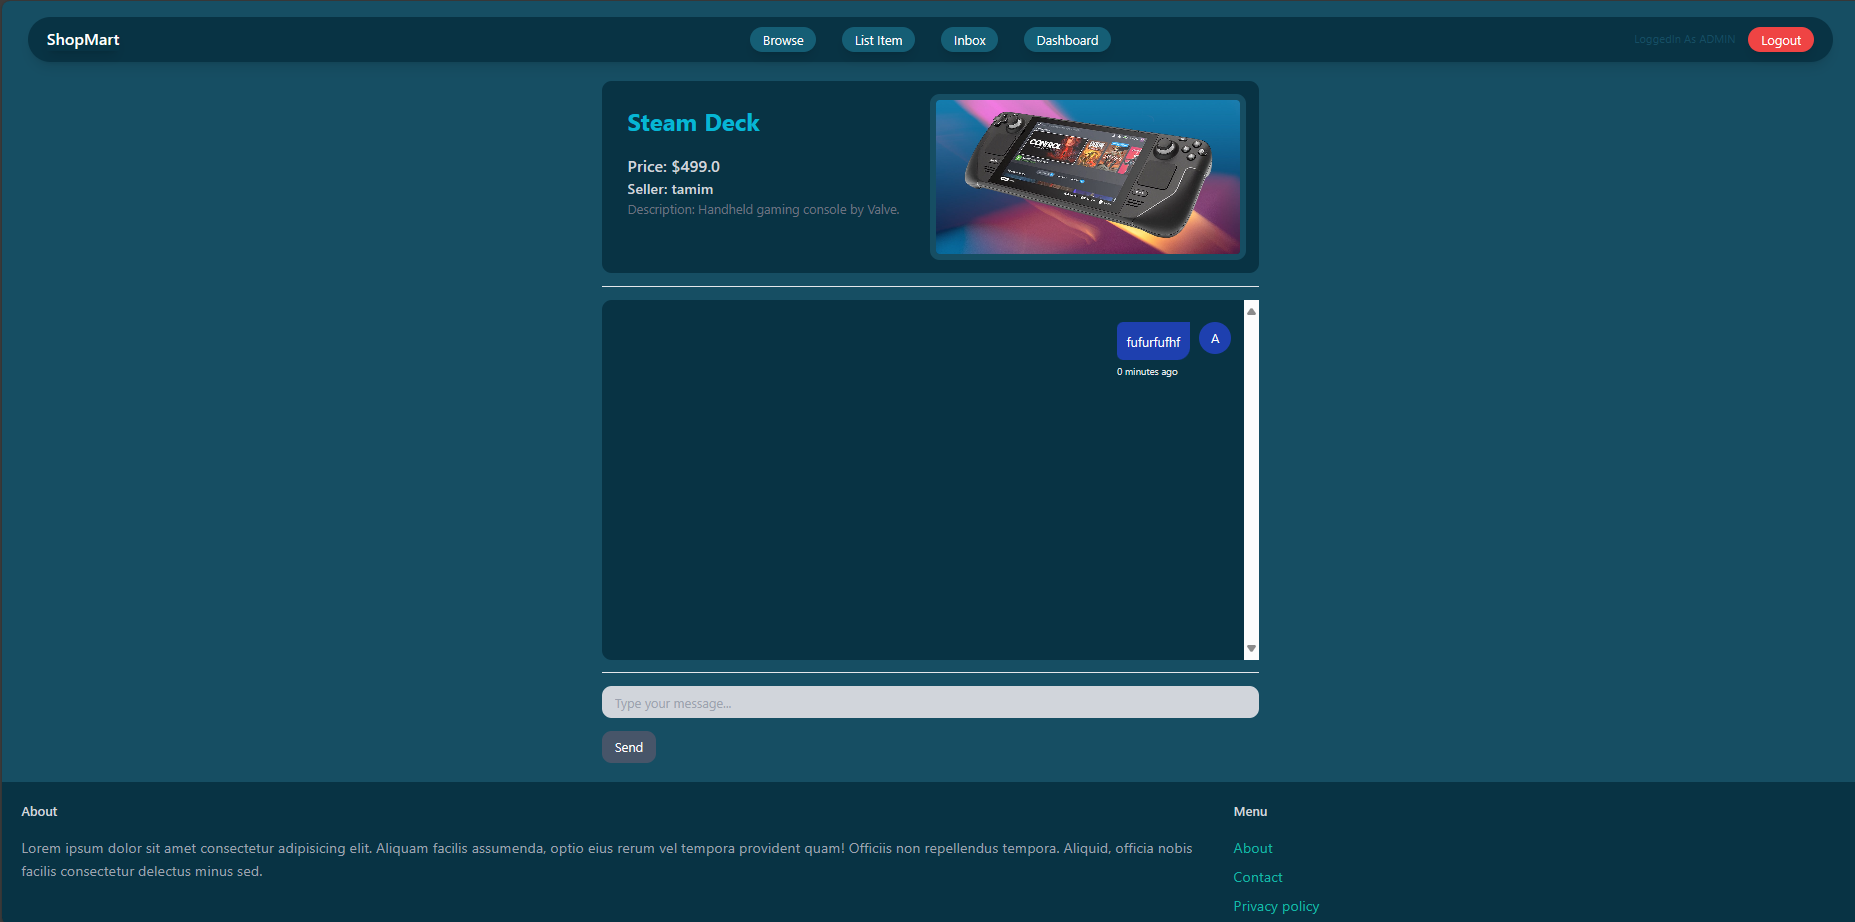 ShopMart
Browse
List Item
Inbox
Dashboard
LoggedIn As ADMIN
Logout
Steam Deck
Price: $499.0
Seller: tamim
Description: Handheld gaming console by Valve.
CONTROL
fufurfufhf
A
0 minutes ago
Type your message...
Send
About
Lorem ipsum dolor sit amet consectetur adipisicing elit. Aliquam facilis assumenda, optio eius rerum vel tempora provident quam! Officiis non repellendus tempora. Aliquid, officia nobis
facilis consectetur delectus minus sed.
Menu
About
Contact
Privacy policy